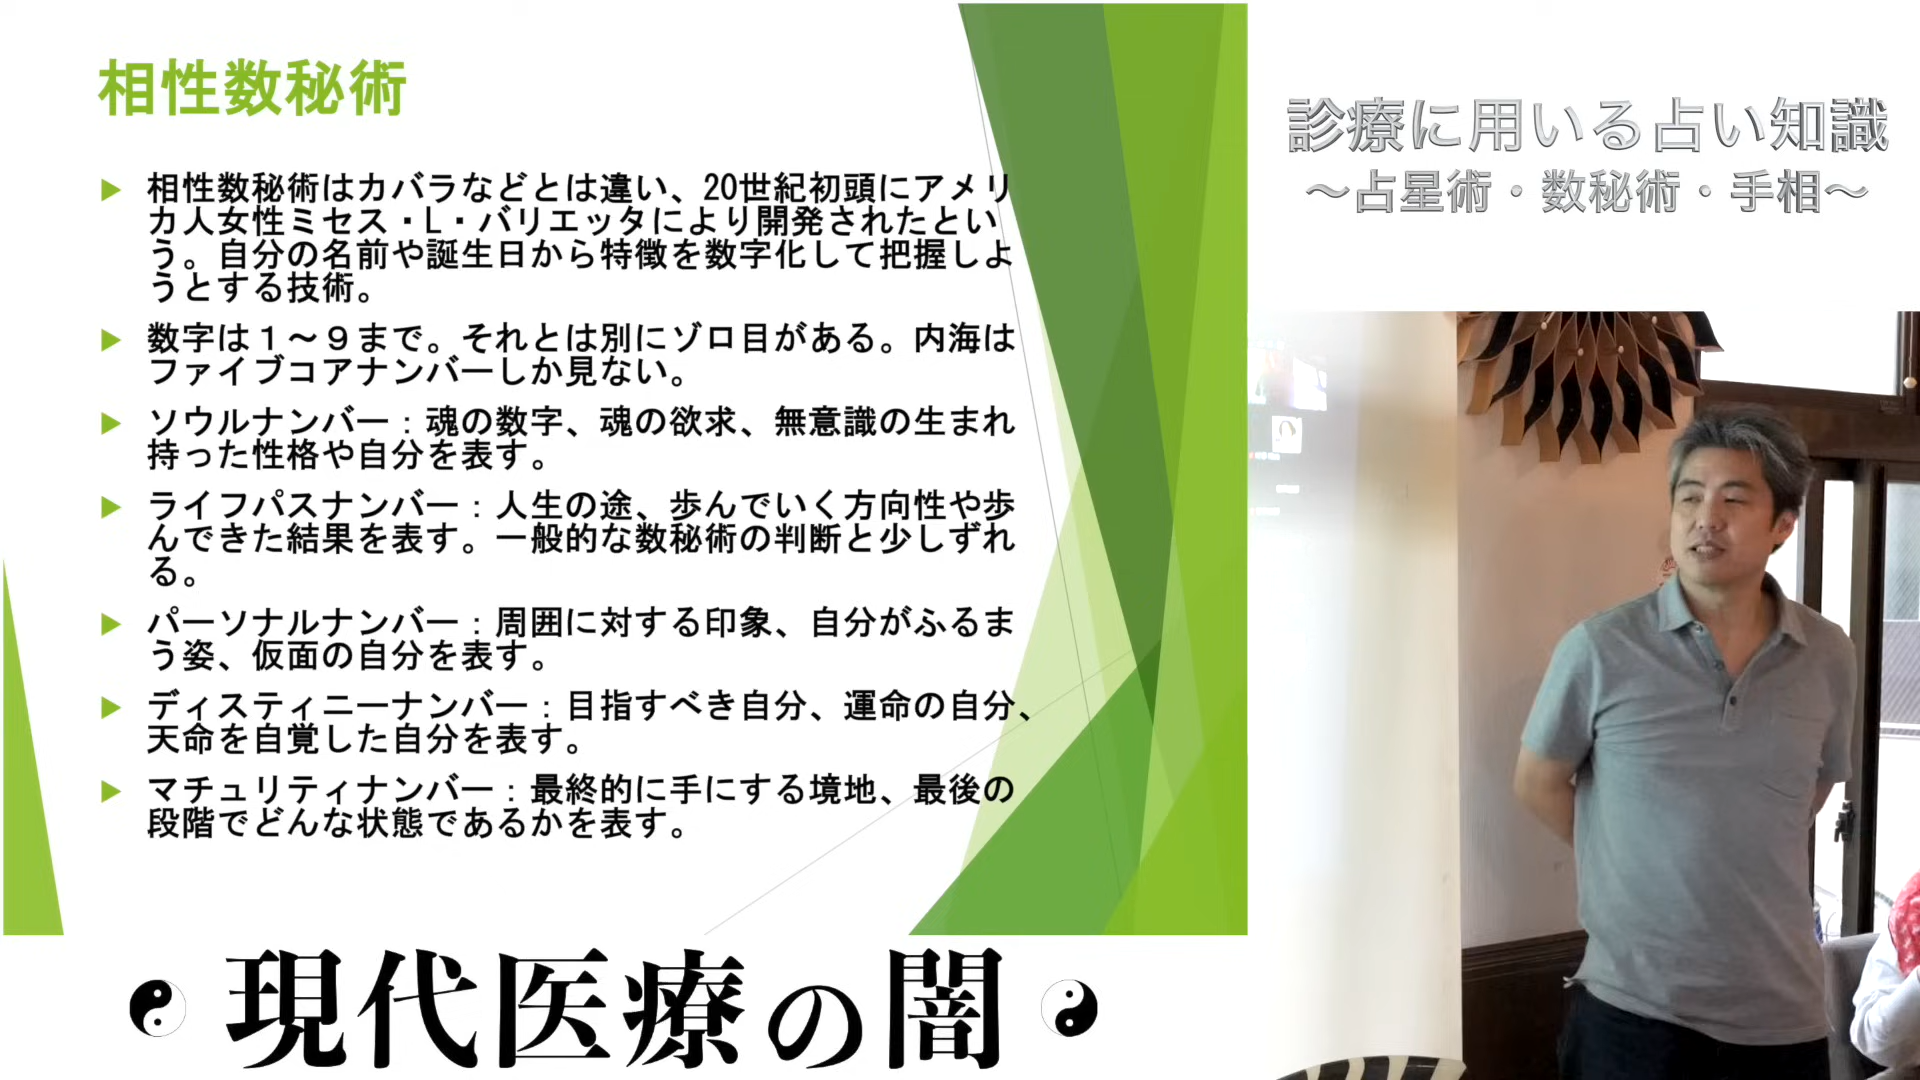 相性数秘術
相性数秘術はカバラなどとは違い、20世紀初頭にアメリ
カ人女性ミセス・L・バリエッタにより開発されたとい
う。自分の名前や誕生日から特徴を数字化して把握しよ
うとする技術。
数字は１～９まで。それとは別にゾロ目がある。内海は
ファイブコアナンバーしか見ない。
ソウルナンバー：魂の数字、魂の欲求、無意識の生まれ
持った性格や自分を表す。
ライフパスナンバー：人生の途、歩んでいく方向性や歩
んできた結果を表す。一般的な数秘術の判断と少しずれ
る。
パーソナルナンバー：周囲に対する印象、自分がふるま
う姿、仮面の自分を表す。
ディスティニーナンバー：目指すべき自分、運命の自分、
天命を自覚した自分を表す。
マチュリティナンバー：最終的に手にする境地、最後の
段階でどんな状態であるかを表す。
診療に用いる占い知識
～占星術・数秘術・手相～
現代医療の闇